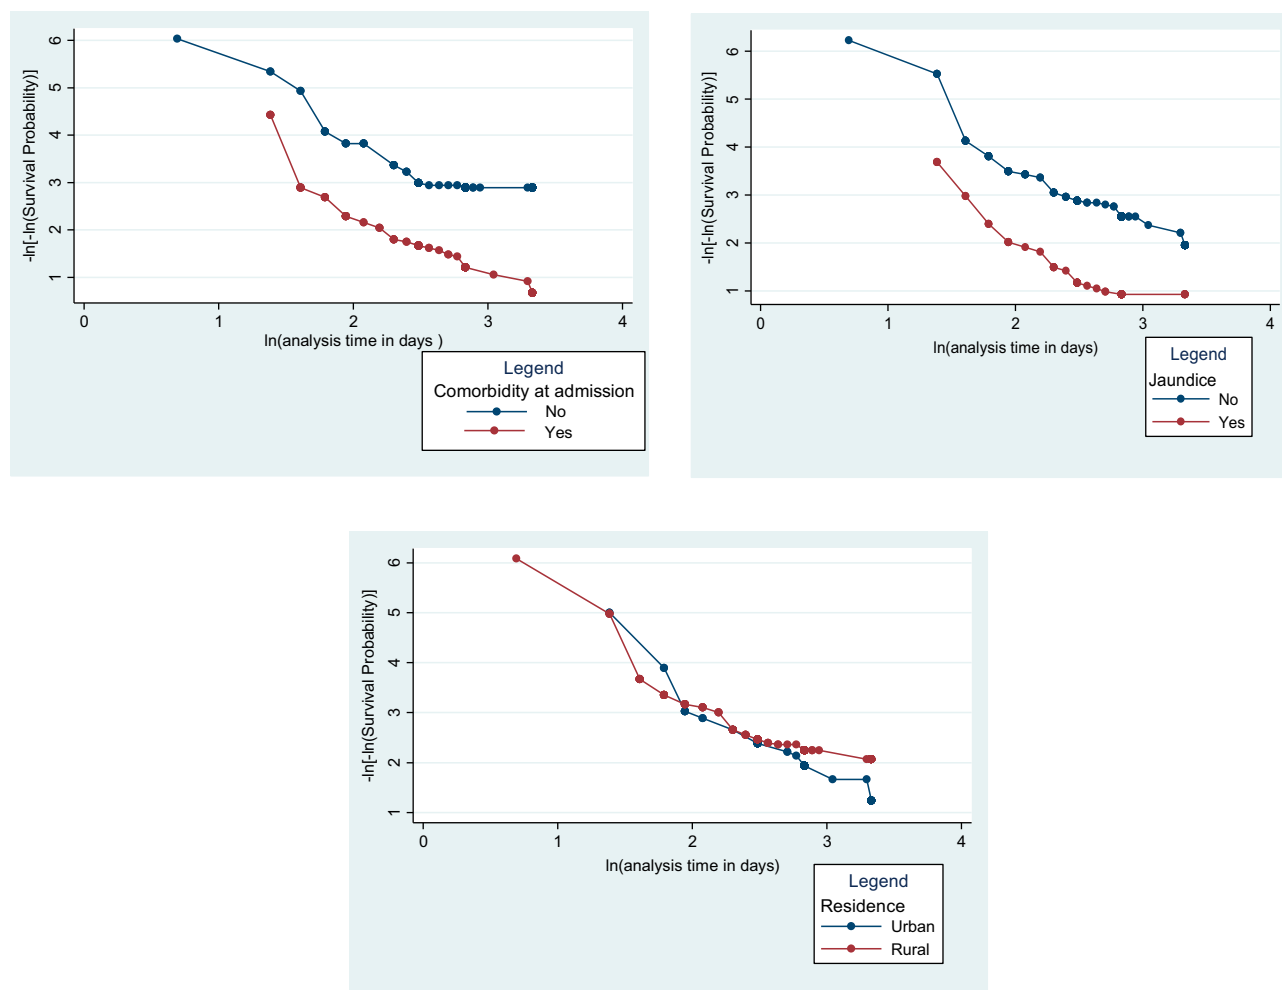 -ln[-ln(Survival Probability)]
6
5
4
3
2
1
0 1 2 3 4
ln(analysis time in days )
Legend
Comorbidity at admission
No
Yes
-ln[-ln(Survival Probability)]
6
5
4
3
2
1
0 1 2 3 4
ln(analysis time in days)
Legend
Jaundice
No
Yes
-ln[-ln(Survival Probability)]
6
5
4
3
2
1
0 1 2 3 4
ln(analysis time in days)
Legend
Residence
Urban
Rural